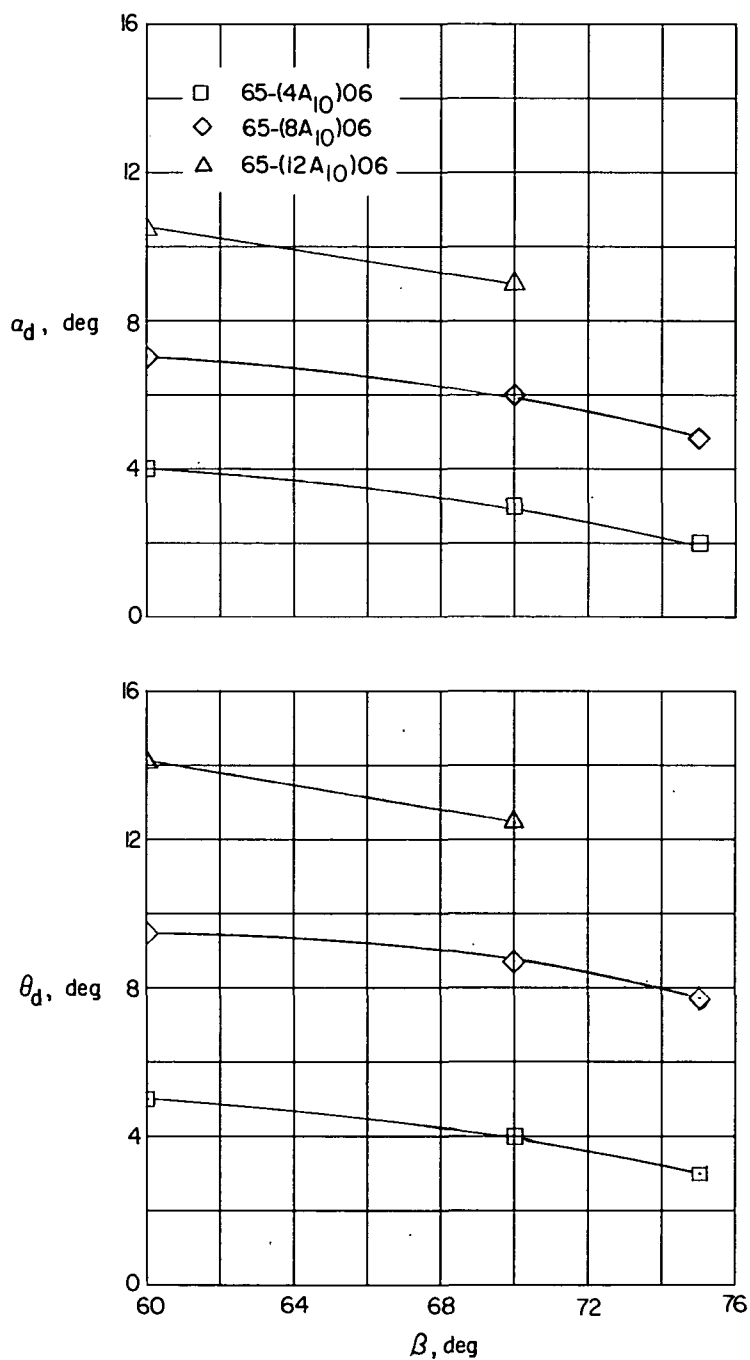 16
65-(4A10)06
65-(8A10)06
65-(12A10)06
12
αd, deg
8
4
0
16
12
θd, deg
8
4
0
60 64 68 72 76
β, deg